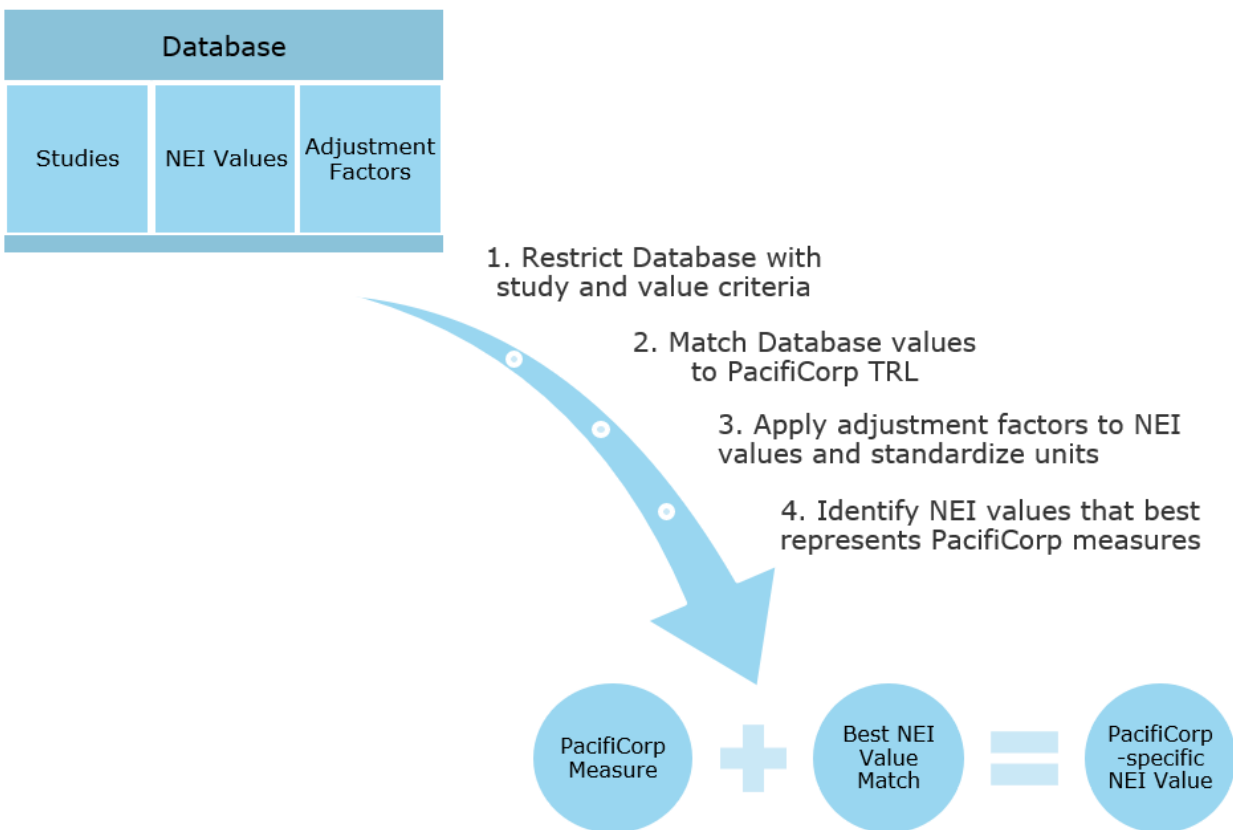 Database
Studies
NEI Values
Adjustment
Factors
1. Restrict Database with
study and value criteria
2. Match Database values
to PacifiCorp TRL
3. Apply adjustment factors to NEI
values and standardize units
4. Identify NEI values that best
represents PacifiCorp measures
PacifiCorp
Measure
Best NEI
Value
Match
PacifiCorp
-specific
NEI Value